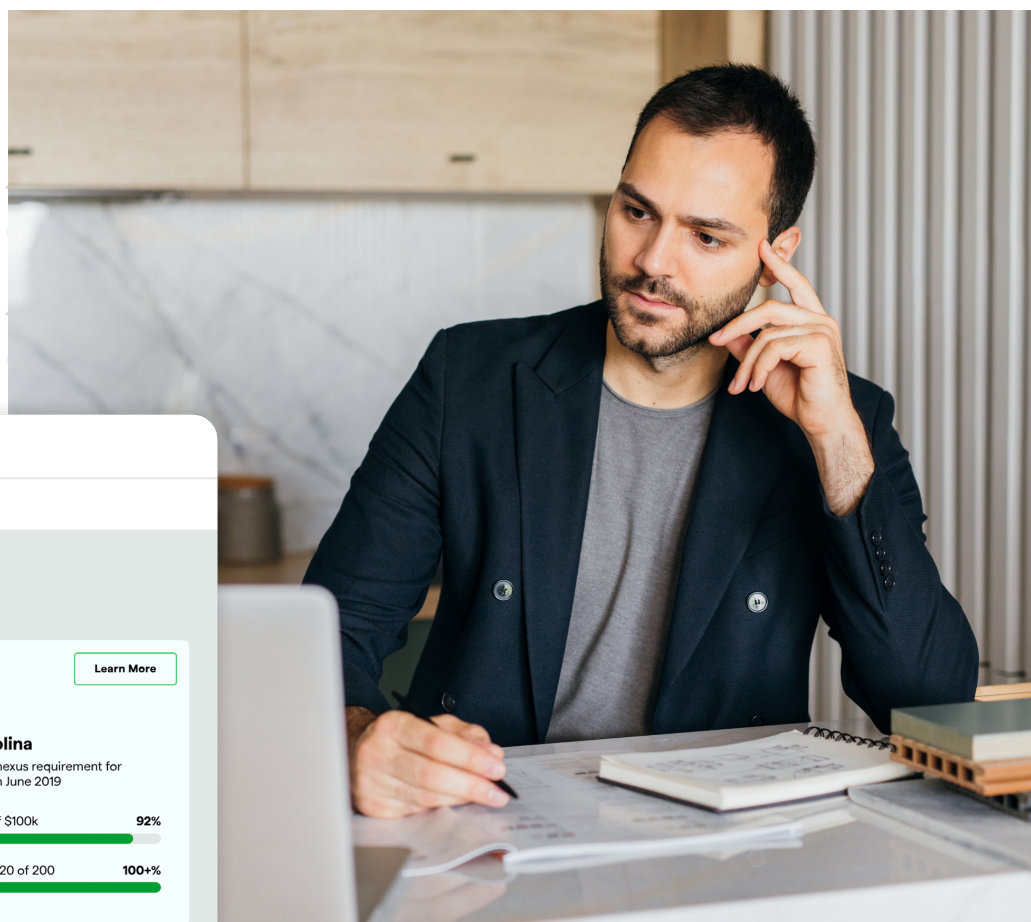 Learn More
olina
nexus requirement for
n June 2019
f $100k 92%
20 of 200 100+%